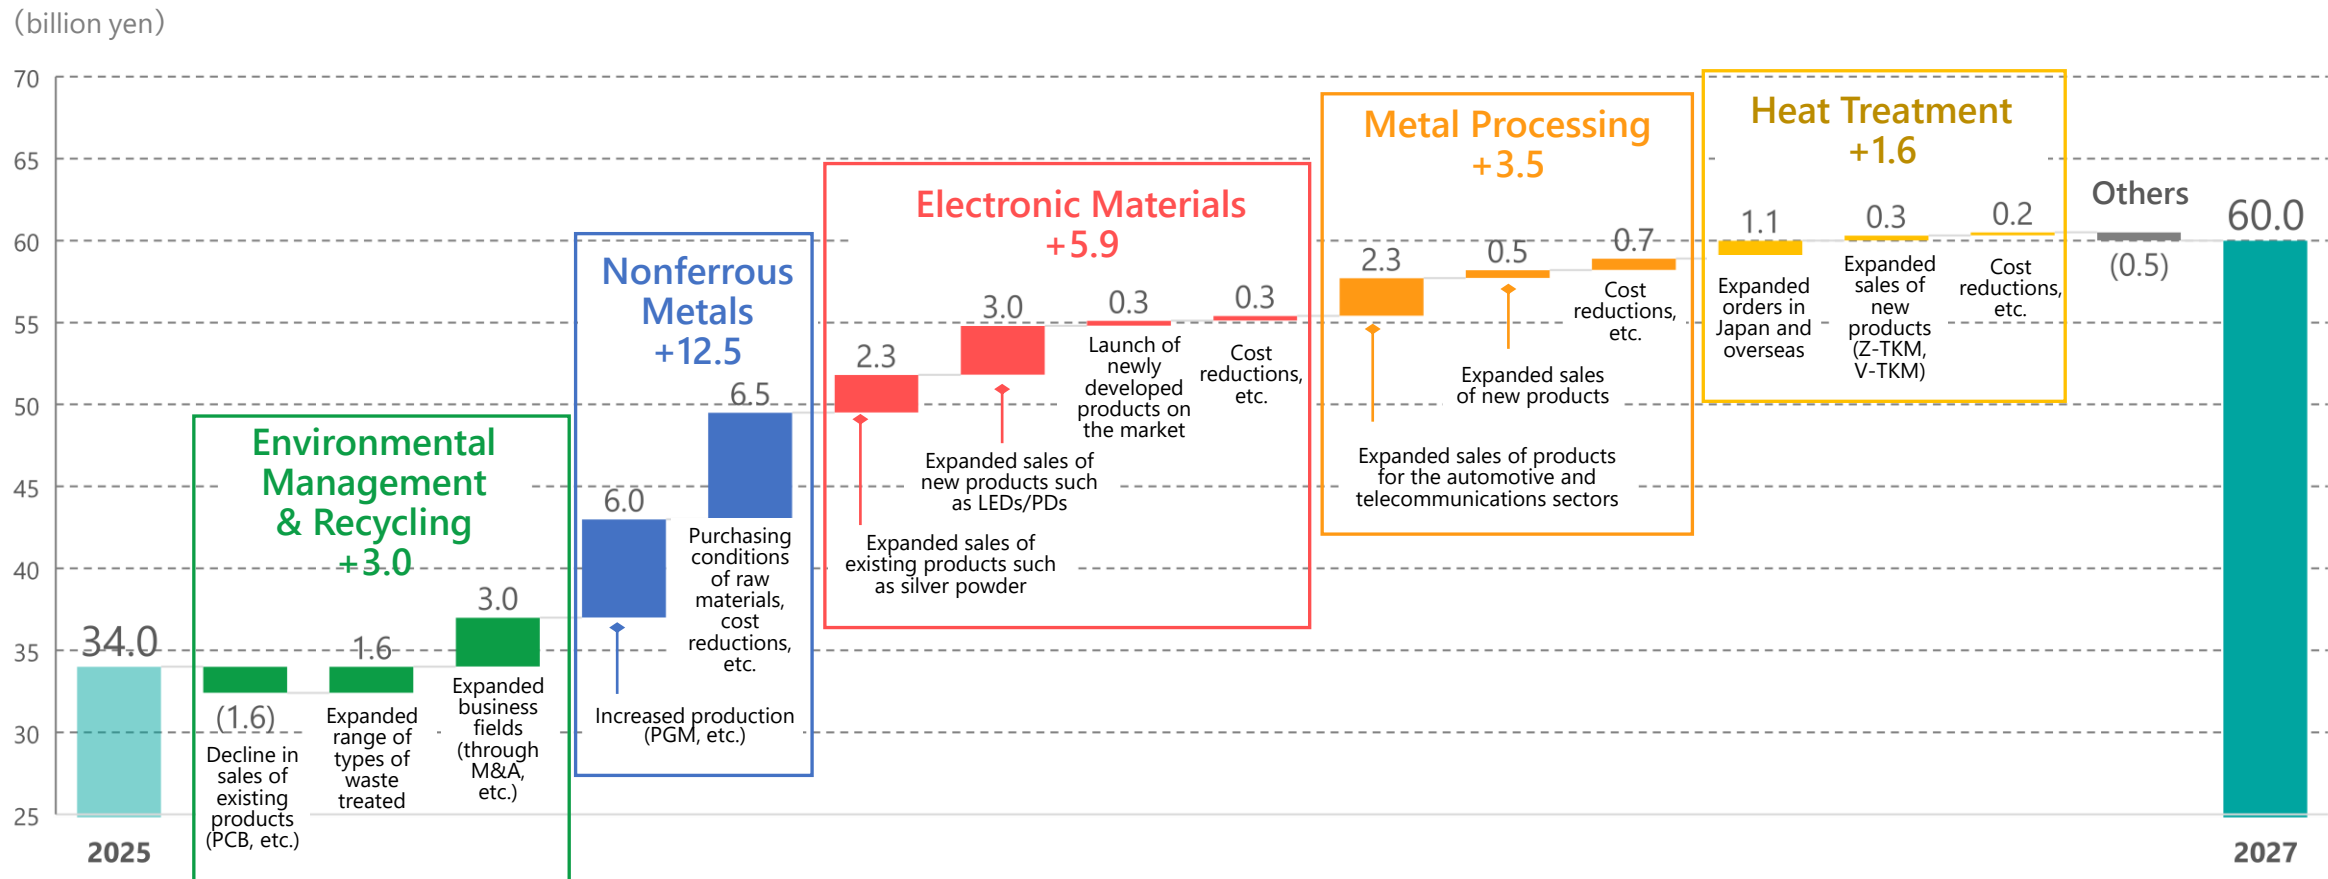 (billion yen)
70
65
60
55
50
45
40
35
30
25
34.0
2025
Environmental
Management
& Recycling
+3.0
(1.6)
Decline in
sales of
existing
products
(PCB, etc.)
1.6
Expanded
range of
types of
waste
treated
3.0
Expanded
business
fields
(through
M&A,
etc.)
Nonferrous
Metals
+12.5
6.0
Increased production
(PGM, etc.)
6.5
Purchasing
conditions
of raw
materials,
cost
reductions,
etc.
Electronic Materials
+5.9
2.3
Expanded sales of
existing products such
as silver powder
3.0
Expanded sales of
new products such
as LEDs/PDs
0.3
Launch of
newly
developed
products on
the market
0.3
Cost
reductions,
etc.
Metal Processing
+3.5
2.3
Expanded sales of products
for the automotive and
telecommunications sectors
0.5
Expanded sales
of new products
0.7
Cost
reductions,
etc.
Heat Treatment
+1.6
1.1
Expanded
orders in
Japan and
overseas
0.3
Expanded
sales of
new
products
(Z-TKM,
V-TKM)
0.2
Cost
reductions,
etc.
Others
(0.5)
60.0
2027